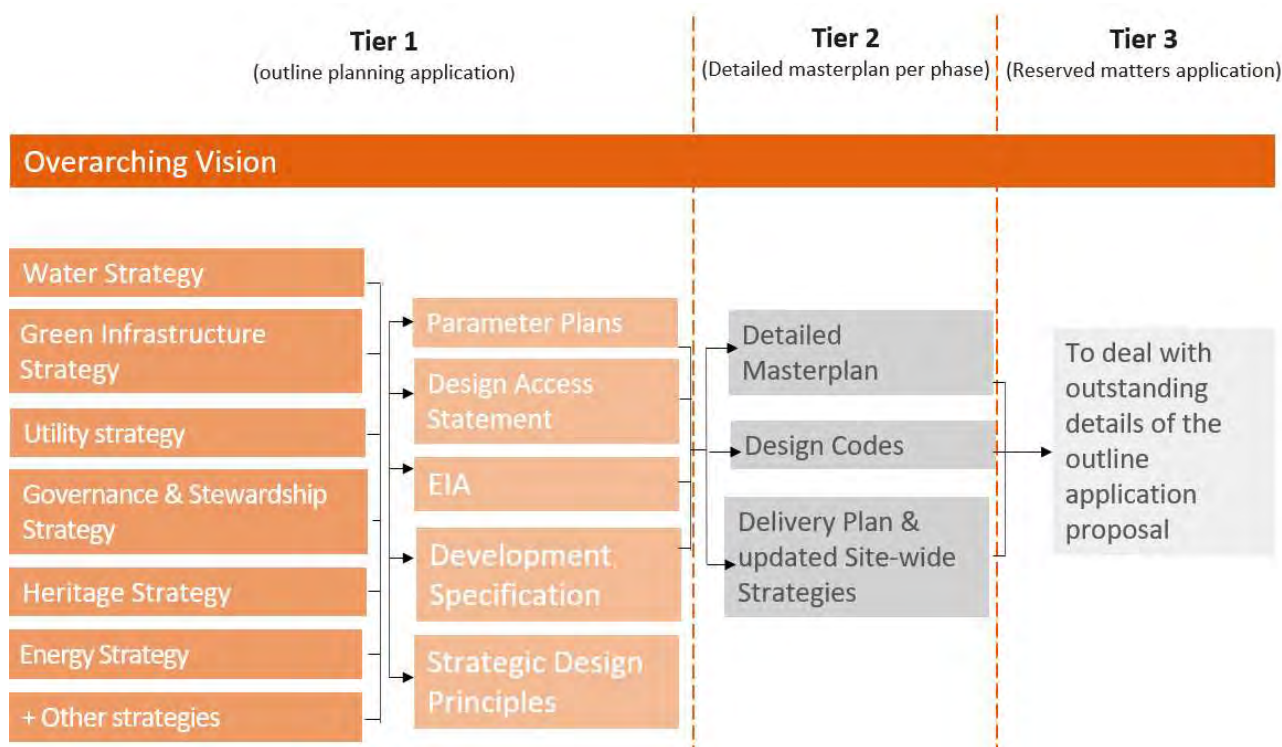 Tier 1
(outline planning application)
Tier 2
(Detailed masterplan per phase)
Tier 3
(Reserved matters application)
Overarching Vision
Water Strategy
Green Infrastructure
Strategy
Utility strategy
Governance & Stewardship
Strategy
Heritage Strategy
Energy Strategy
+ Other strategies
Parameter Plans
Design Access
Statement
EIA
Development
Specification
Strategic Design
Principles
Detailed
Masterplan
Design Codes
Delivery Plan &
updated Site-wide
Strategies
To deal with
outstanding
details of the
outline
application
proposal